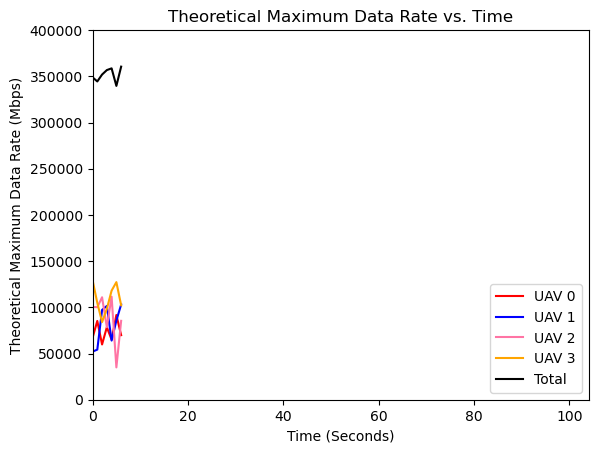 Theoretical Maximum Data Rate vs. Time
Theoretical Maximum Data Rate (Mbps)
400000
350000
300000
250000
200000
150000
100000
50000
0
0 20 40 60 80 100
Time (Seconds)
UAV 0
UAV 1
UAV 2
UAV 3
Total